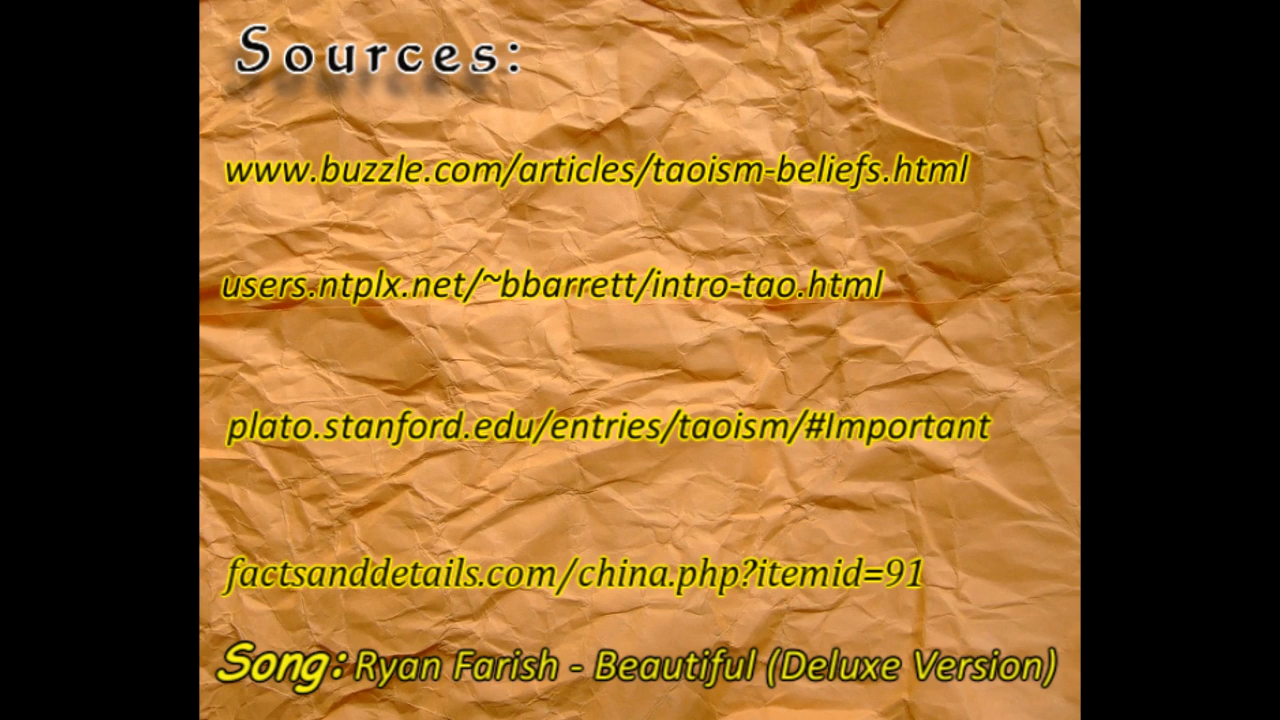 Sources:
www.buzzle.com/articles/taoism-beliefs.html
users.ntplx.net/~bbarrett/intro-tao.html
plato.stanford.edu/entries/taoism/#Important
factsanddetails.com/china.php?itemid=91
Song: Ryan Farish - Beautiful (Deluxe Version)